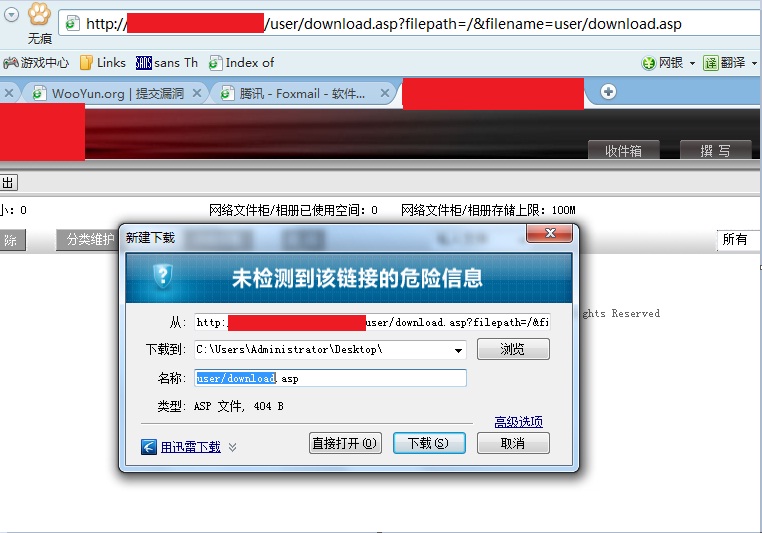 http:// /user/download.asp?filepath=/&filename=user/download.asp
无痕
游戏中心 Links SANS sans Th Index of 网银 译 翻译
WooYun.org | 提交漏洞 腾讯 - Foxmail - 软件...
收件箱 撰 写
出
小: 0 网络文件柜/相册已使用空间: 0 网络文件柜/相册存储上限: 100M
除 分类维护 所有
新建下载
未检测到该链接的危险信息
ghts Reserved
从: http: user/download.asp?filepath=/&fi
下载到: C:\Users\Administrator\Desktop\ 浏览
名称: user/download.asp
类型: ASP 文件, 404 B
高级选项
用迅雷下载 直接打开(O) 下载(S) 取消